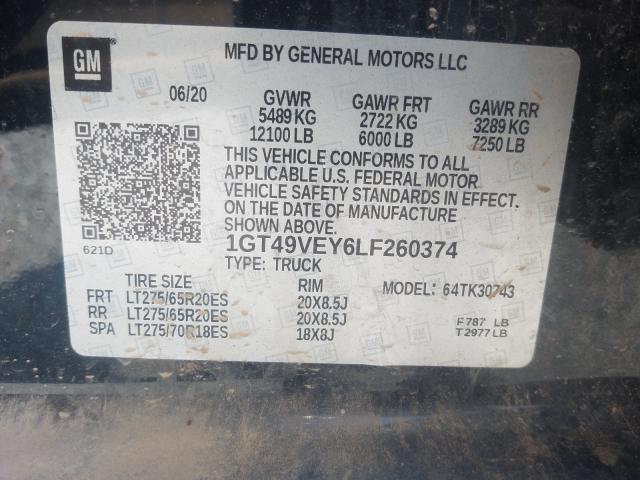 GM
MFD BY GENERAL MOTORS LLC
06/20
GVWR
5489 KG
12100 LB
GAWR FRT
2722 KG
6000 LB
GAWR RR
3289 KG
7250 LB
THIS VEHICLE CONFORMS TO ALL
APPLICABLE U.S. FEDERAL MOTOR
VEHICLE SAFETY STANDARDS IN EFFECT
ON THE DATE OF MANUFACTURE
SHOWN ABOVE.
621D
1GT49VEY6LF260374
TYPE: TRUCK
MODEL: 64TK30743
TIRE SIZE RIM
FRT LT275/65R20ES 20X8.5J
RR LT275/65R20ES 20X8.5J
SPA LT275/70R18ES 18X8J
F787 LB
T2977LB